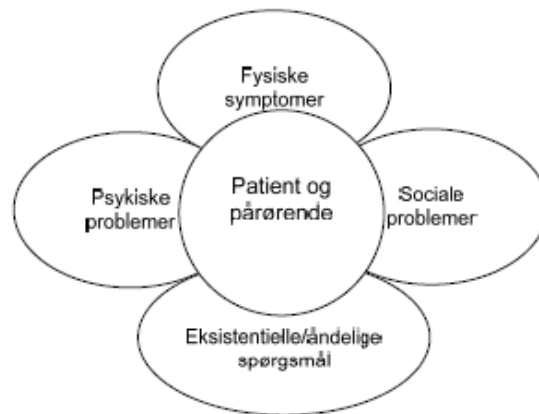 Fysiske
symptomer
Psykiske
problemer
Patient og
pårørende
Sociale
problemer
Eksistentielle/åndelige
spørgsmål